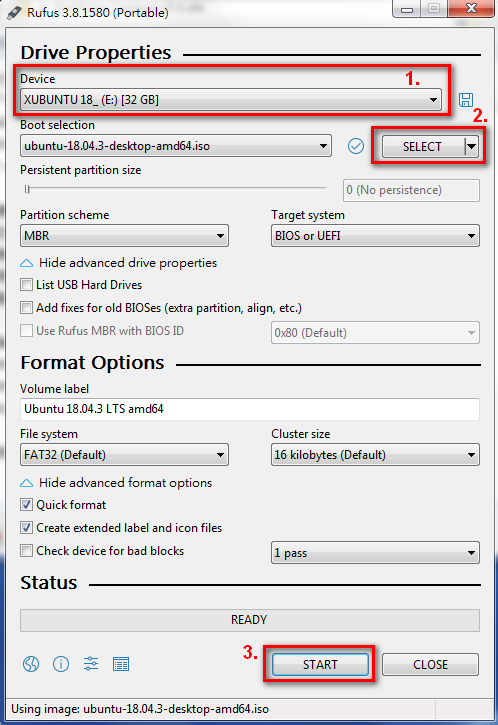 Rufus 3.8.1580 (Portable)
Drive Properties
Device
1.
XUBUNTU 18_ (E:) [32 GB]
2.
Boot selection
ubuntu-18.04.3-desktop-amd64.iso
SELECT
Persistent partition size
0 (No persistence)
Partition scheme
Target system
MBR
BIOS or UEFI
Hide advanced drive properties
List USB Hard Drives
Add fixes for old BIOSes (extra partition, align, etc.)
Use Rufus MBR with BIOS ID
0x80 (Default)
Format Options
Volume label
Ubuntu 18.04.3 LTS amd64
File system
Cluster size
FAT32 (Default)
16 kilobytes (Default)
Hide advanced format options
Quick format
Create extended label and icon files
Check device for bad blocks
1 pass
Status
READY
3.
START
CLOSE
Using image: ubuntu-18.04.3-desktop-amd64.iso